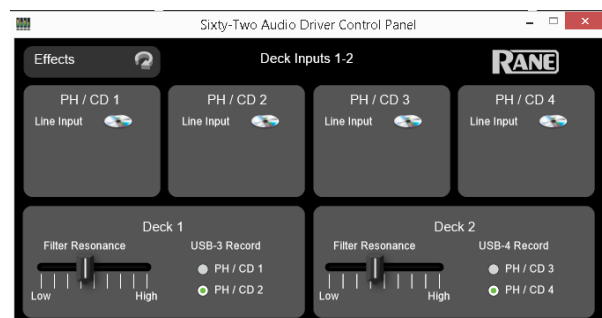 Sixty-Two Audio Driver Control Panel
Effects
Deck Inputs 1-2
RANE
PH / CD 1
Line Input
PH / CD 2
Line Input
PH / CD 3
Line Input
PH / CD 4
Line Input
Deck 1
Filter Resonance
Low
High
USB-3 Record
PH / CD 1
PH / CD 2
Deck 2
Filter Resonance
Low
High
USB-4 Record
PH / CD 3
PH / CD 4